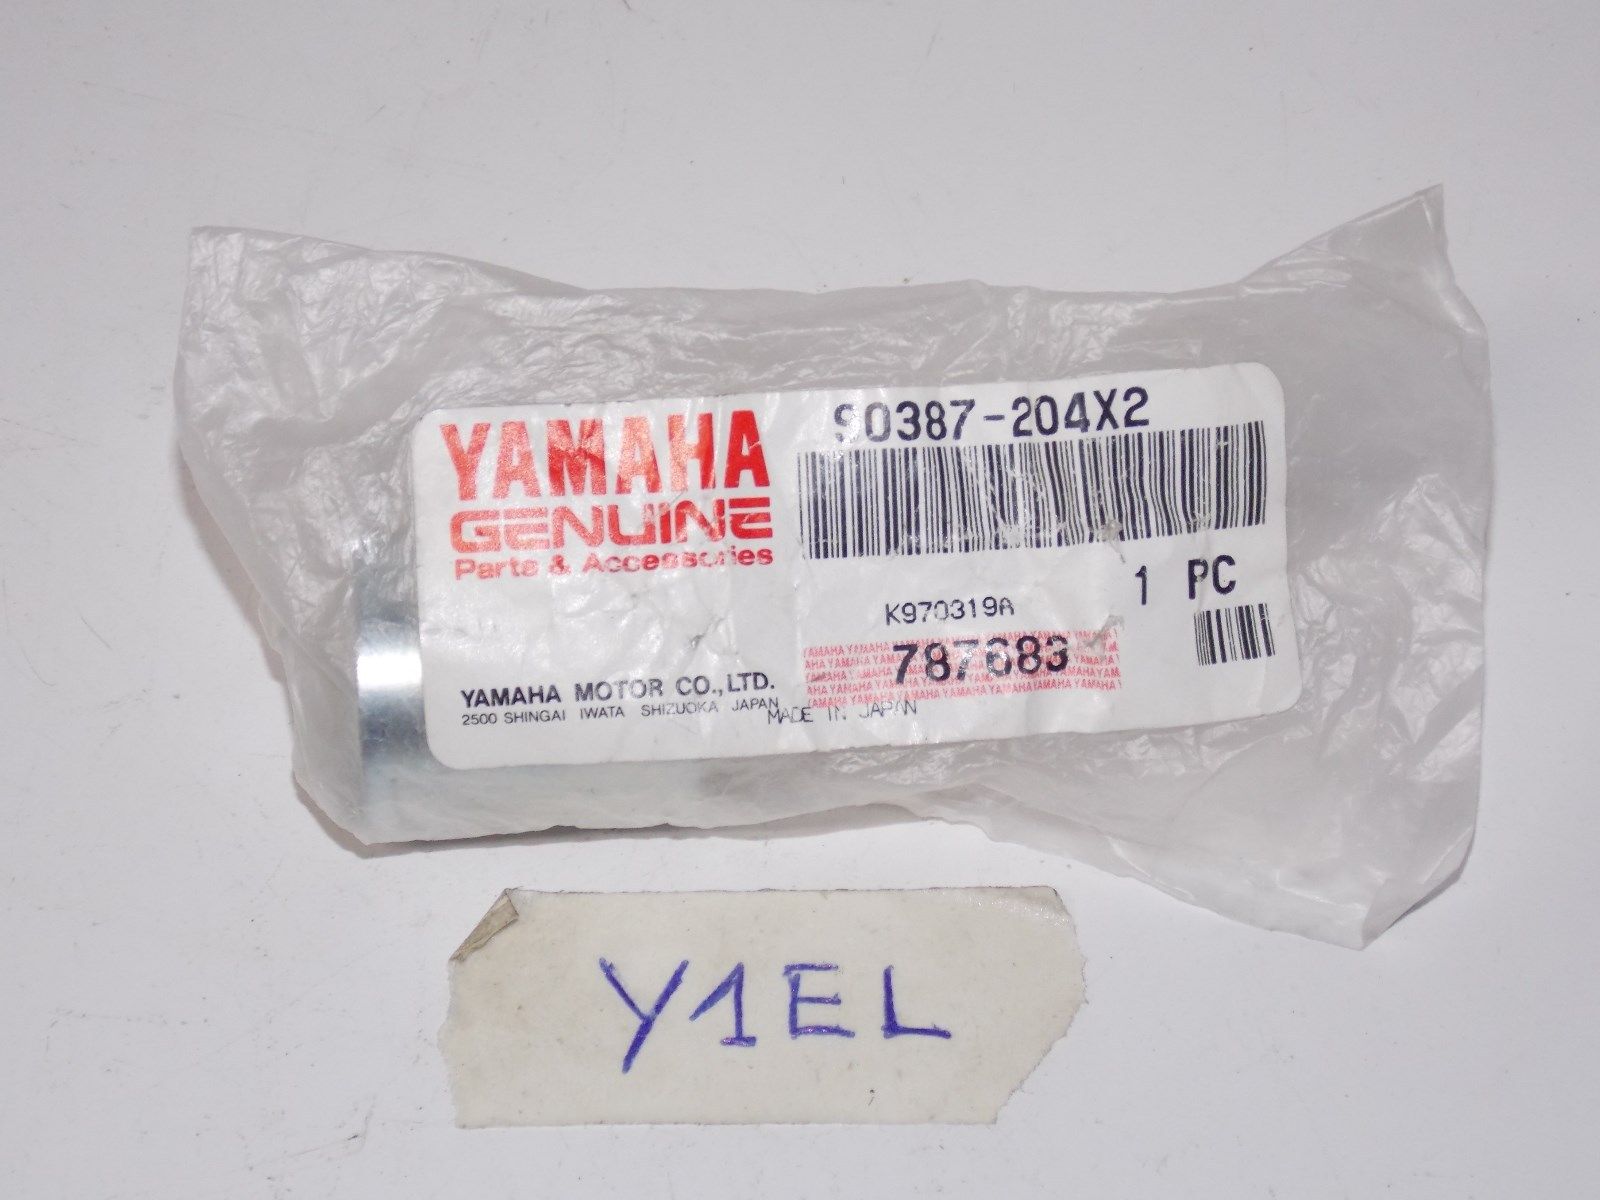 YAMAHA
GENUINE
Parts & Accessories
90387-204X2
1 PC
K970319A
787683
YAMAHA MOTOR CO.,LTD.
2500 SHINGAI IWATA SHIZUOKA JAPAN
MADE IN JAPAN
Y1EL